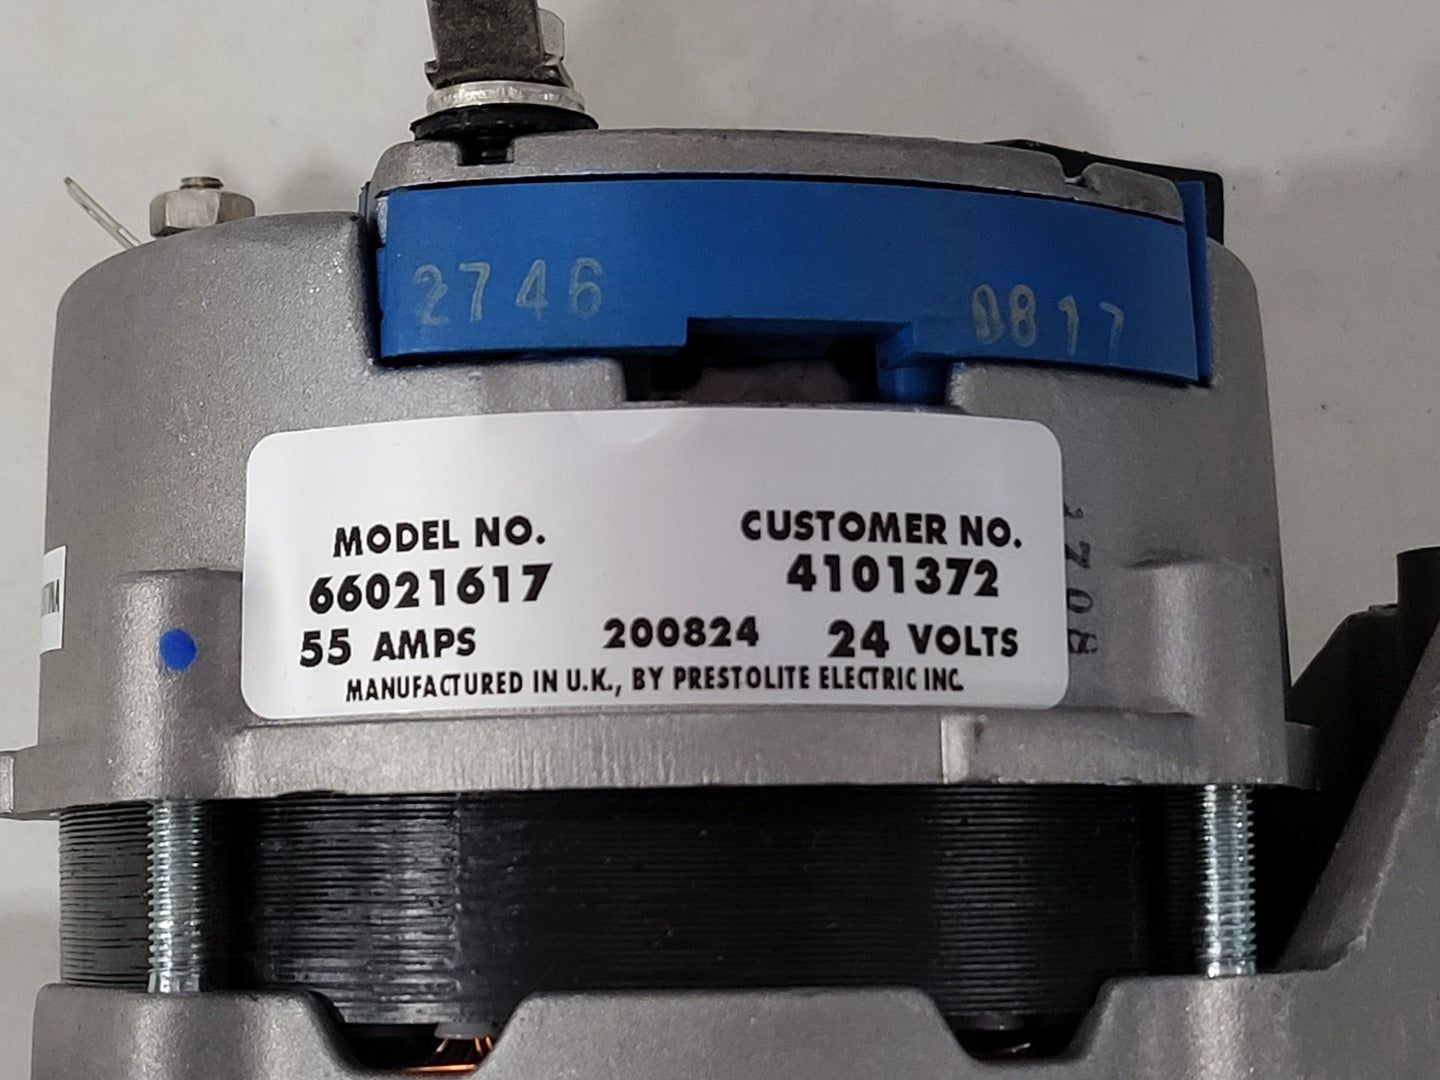 2746 0817
MODEL NO. CUSTOMER NO.
66021617 4101372
55 AMPS 200824 24 VOLTS
MANUFACTURED IN U.K., BY PRESTOLITE ELECTRIC INC.